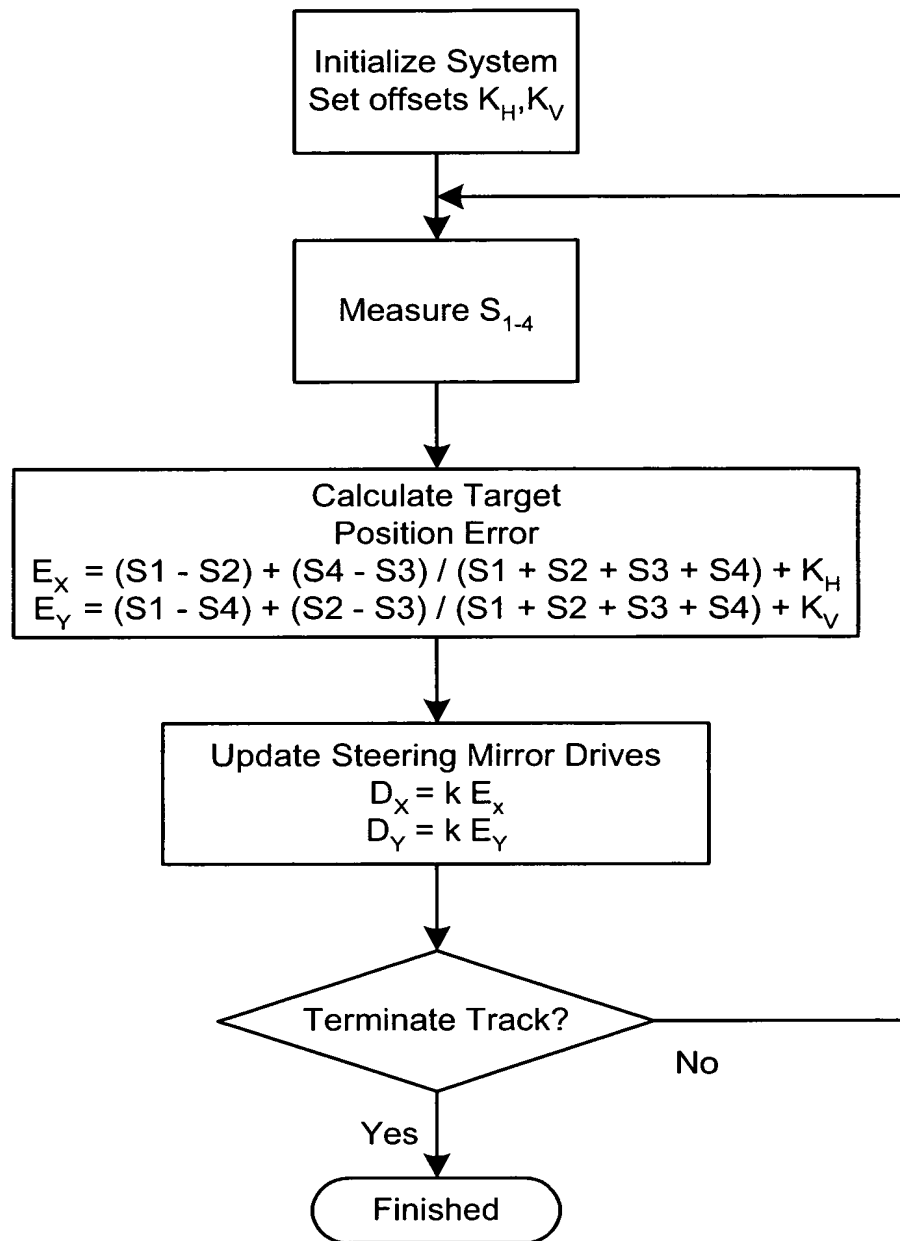 Initialize System
Set offsets K_H,K_V
Measure S_1-4
Calculate Target
Position Error
E_X = (S1 - S2) + (S4 - S3) / (S1 + S2 + S3 + S4) + K_H
E_Y = (S1 - S4) + (S2 - S3) / (S1 + S2 + S3 + S4) + K_V
Update Steering Mirror Drives
D_X = k E_x
D_Y = k E_Y
Terminate Track?
No
Yes
Finished